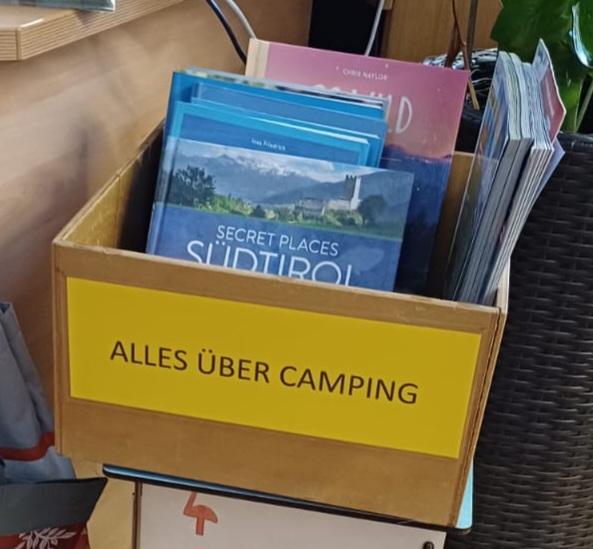 CHRIS NAYLOR
Ines Friedrich
SECRET PLACES
SÜDTIROL
ALLES ÜBER CAMPING